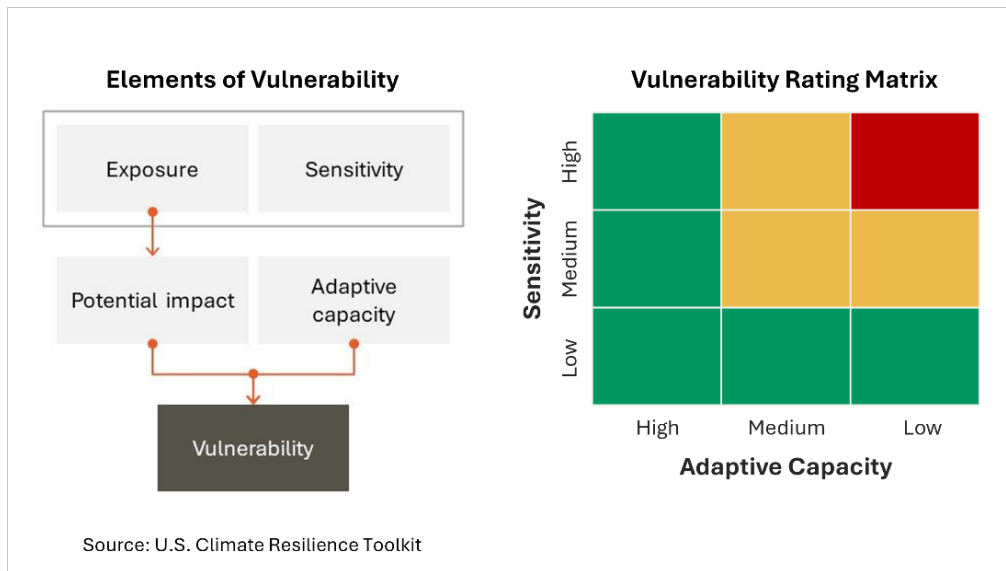 Elements of Vulnerability
Exposure
Sensitivity
Potential impact
Adaptive
capacity
Vulnerability
Source: U.S. Climate Resilience Toolkit
Vulnerability Rating Matrix
Sensitivity
High
Medium
Low
High
Medium
Low
Adaptive Capacity